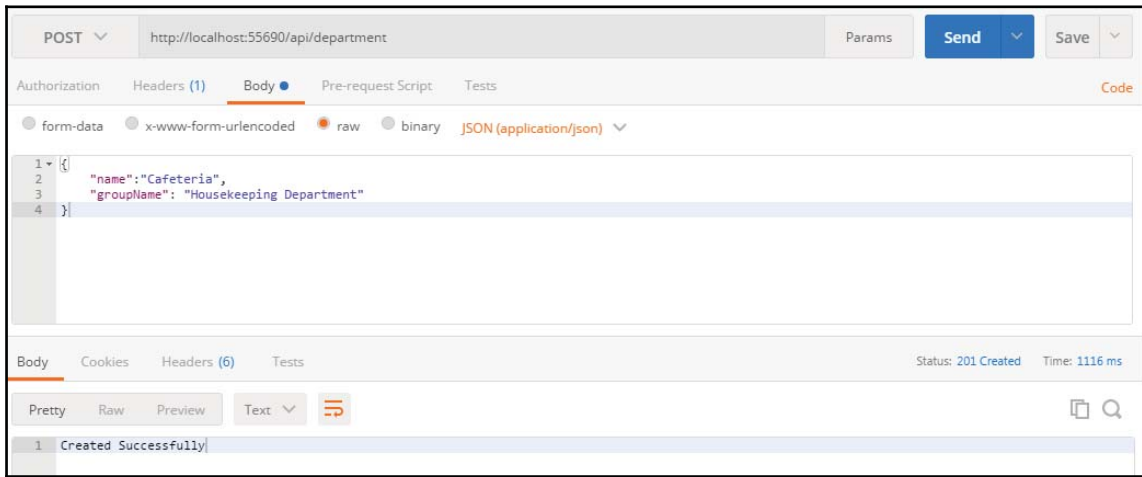 POST http://localhost:55690/api/department Params Send Save
Authorization Headers (1) Body Pre-request Script Tests Code
form-data x-www-form-urlencoded raw binary JSON (application/json)
1 {
2 "name":"Cafeteria",
3 "groupName": "Housekeeping Department"
4 }
Body Cookies Headers (6) Tests Status: 201 Created Time: 1116 ms
Pretty Raw Preview Text
1 Created Successfully